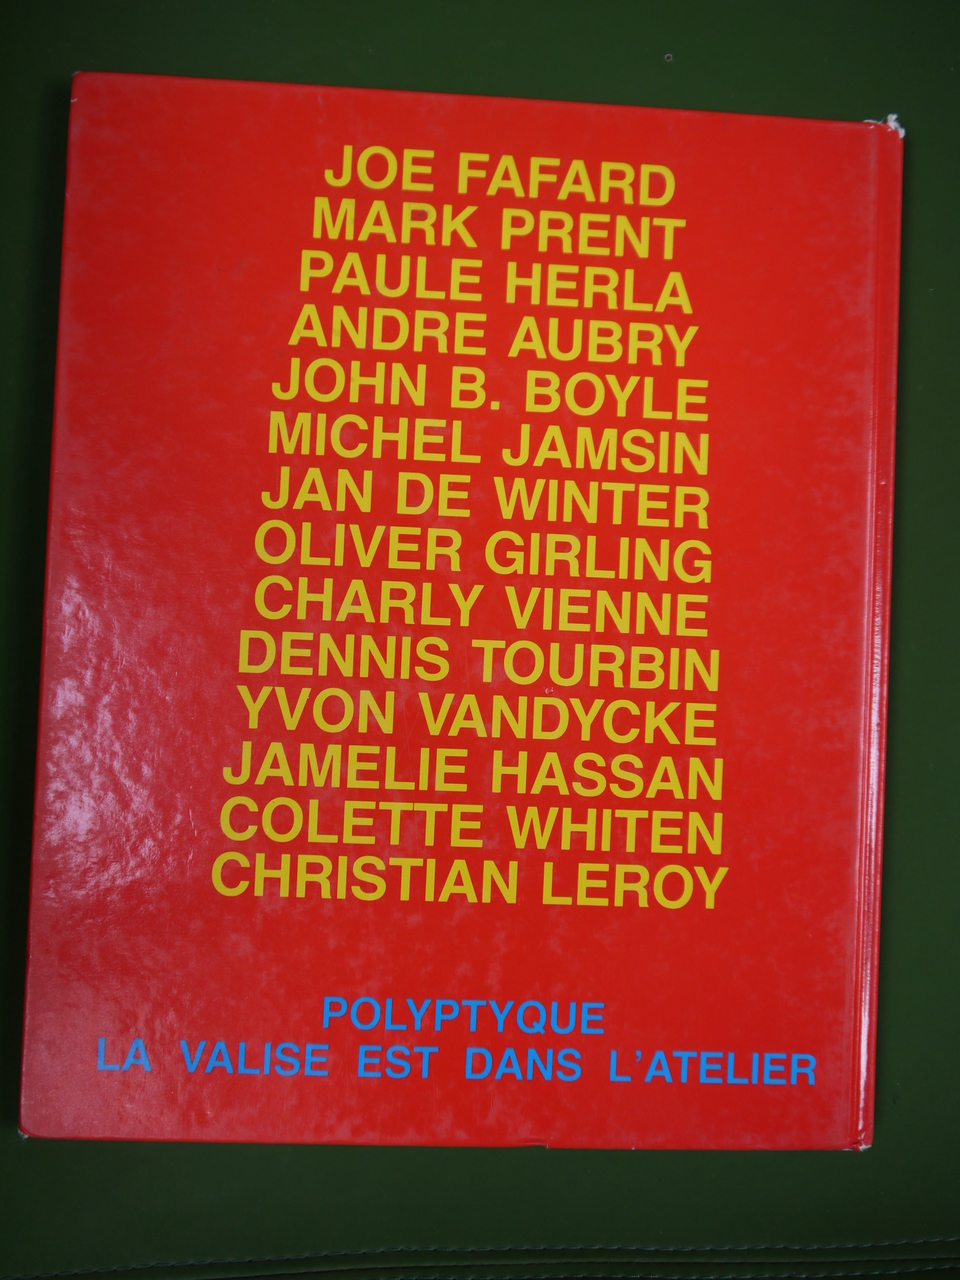 JOE FAFARD
MARK PRENT
PAULE HERLA
ANDRE AUBRY
JOHN B. BOYLE
MICHEL JAMSIN
JAN DE WINTER
OLIVER GIRLING
CHARLY VIENNE
DENNIS TOURBIN
YVON VANDYCKE
JAMELIE HASSAN
COLETTE WHITEN
CHRISTIAN LEROY
POLYPTYQUE
LA VALISE EST DANS L'ATELIER